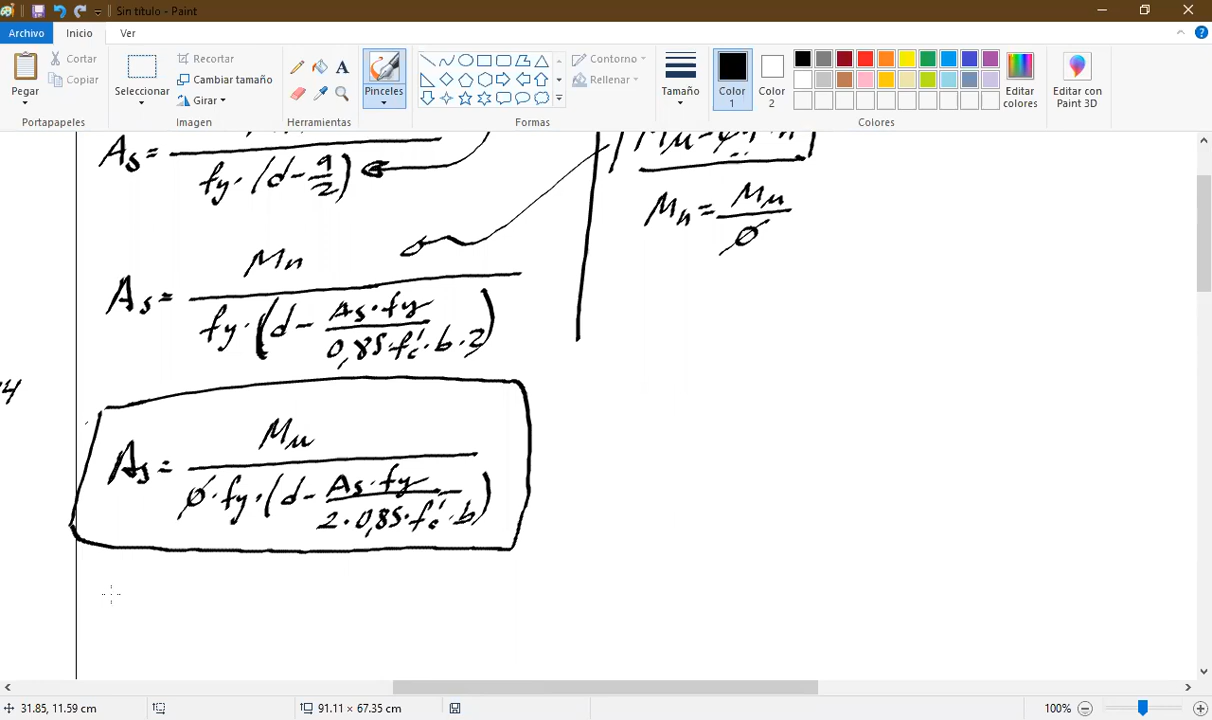 Sin título - Paint
Archivo Inicio Ver
Pegar
Cortar
Copiar
Portapapeles
Seleccionar
Recortar
Cambiar tamaño
Girar
Imagen
Herramientas
Pinceles
Contorno
Rellenar
Formas
Tamaño
Color 1
Color 2
Editar colores
Colores
Editar con Paint 3D
As = fy·(d - a/2)
Mn = Mu/Ø
As = Mn/(fy·(d - As·fy/(0,85·f'c·b·2)))
4
As = Mu/(Ø·fy·(d - As·fy/(2·0,85·f'c·b)))
31.85, 11.59 cm
91.11 × 67.35 cm
100%